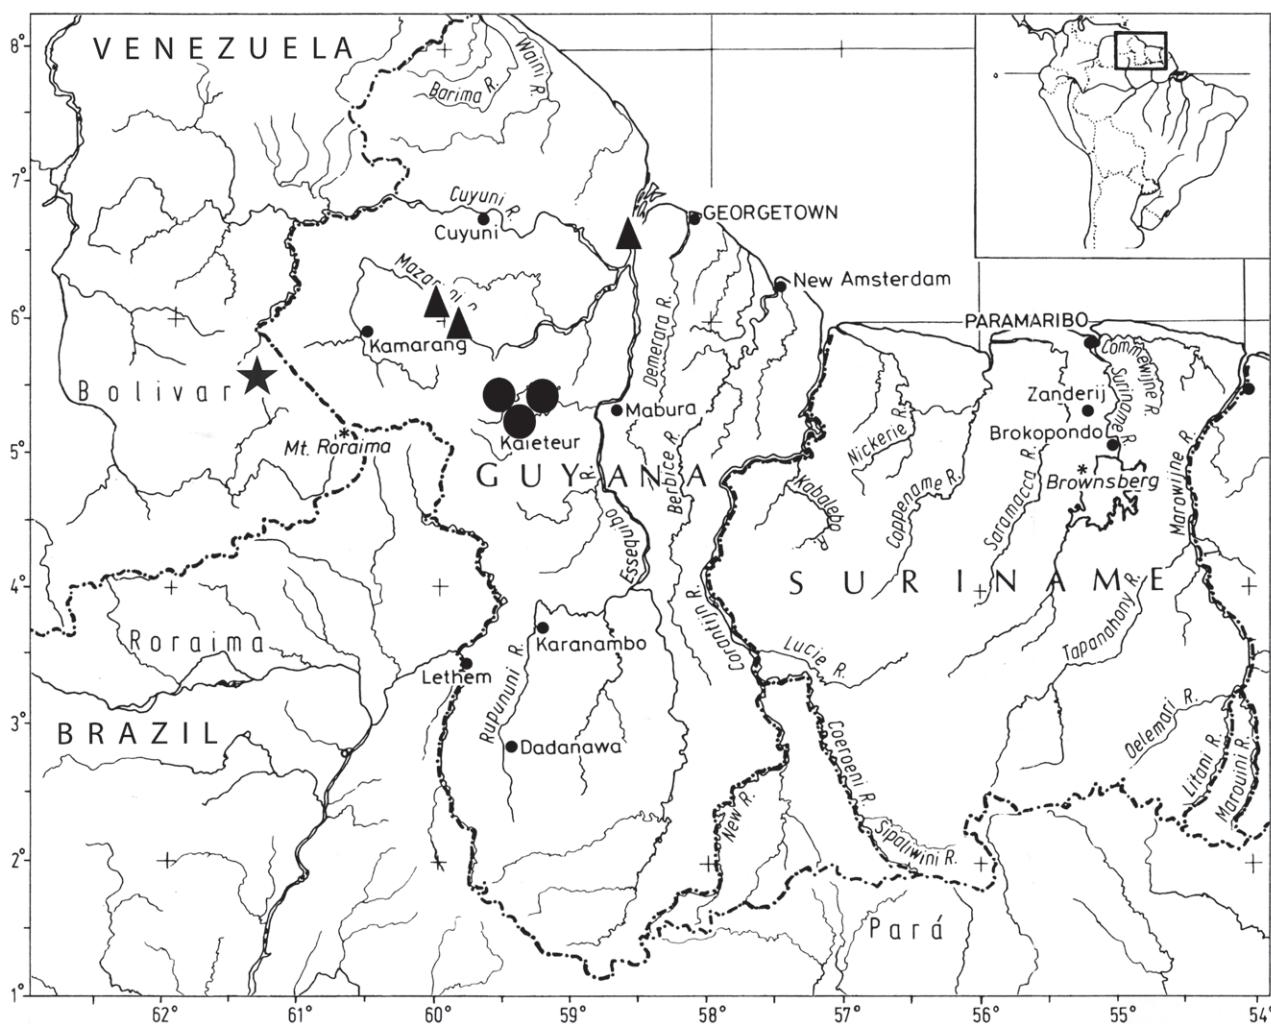 8°
VENEZUELA
Waini R.
Barima R.
7°
Cuyuni R.
Cuyuni
GEORGETOWN
New Amsterdam
6°
Kamarang
Demerara R.
PARAMARIBO
Commewijne R.
Suriname R.
Bolivar
Zanderij
Mabura
Nickerie R.
Brokopondo
Kaieteur
Mt. Roraima
5°
GUYANA
Berbice R.
Kabalebo R.
Coppename R.
Saramacca R.
Brownsberg
Marowijne R.
Essequibo R.
4°
SURINAME
Corantijn R.
Tapanahony R.
Roraima
Karanambo
Lucie R.
Lethem
Rupununi R.
3°
BRAZIL
Dadanawa
Coeroeni R.
Oelemari R.
Litani R.
Marouini R.
New R.
Sipaliwini R.
2°
Pará
1°
62°
61°
60°
59°
58°
57°
56°
55°
54°